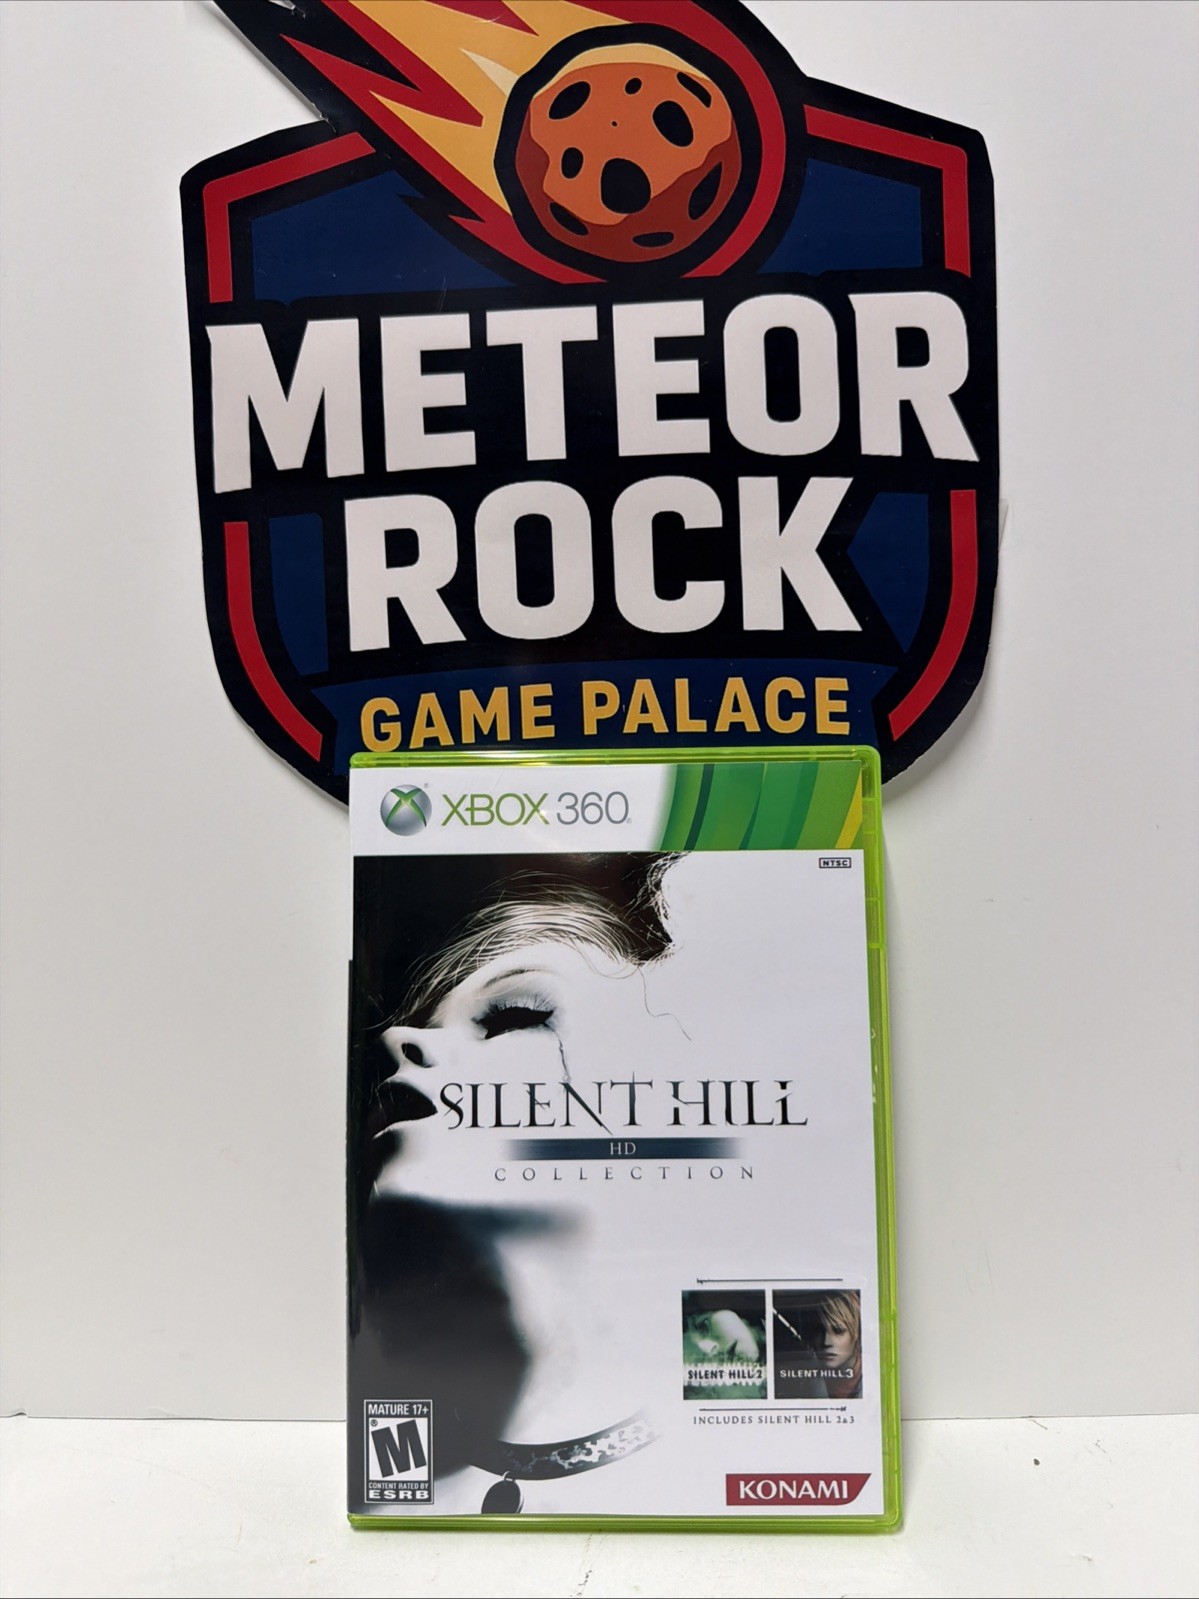 METEOR
ROCK
GAME PALACE
XBOX 360
NTSC
SILENT HILL
HD
COLLECTION
SILENT HILL 2
SILENT HILL 3
INCLUDES SILENT HILL 2&3
MATURE 17+
M
CONTENT RATED BY
ESRB
KONAMI